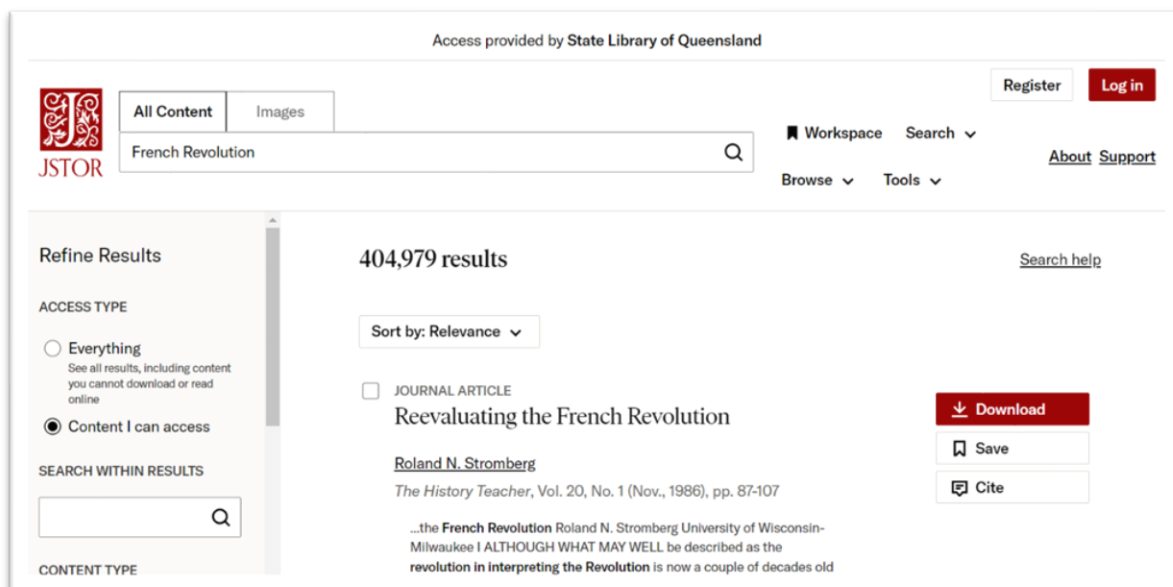 Access provided by State Library of Queensland
Register
Log in
All Content
Images
JSTOR
French Revolution
Workspace
Search
About
Support
Browse
Tools
Refine Results
ACCESS TYPE
Everything
See all results, including content
you cannot download or read
online
Content I can access
SEARCH WITHIN RESULTS
CONTENT TYPE
404,979 results
Search help
Sort by: Relevance
JOURNAL ARTICLE
Reevaluating the French Revolution
Roland N. Stromberg
The History Teacher, Vol. 20, No. 1 (Nov., 1986), pp. 87-107
...the French Revolution Roland N. Stromberg University of Wisconsin-
Milwaukee I ALTHOUGH WHAT MAY WELL be described as the
revolution in interpreting the Revolution is now a couple of decades old
Download
Save
Cite